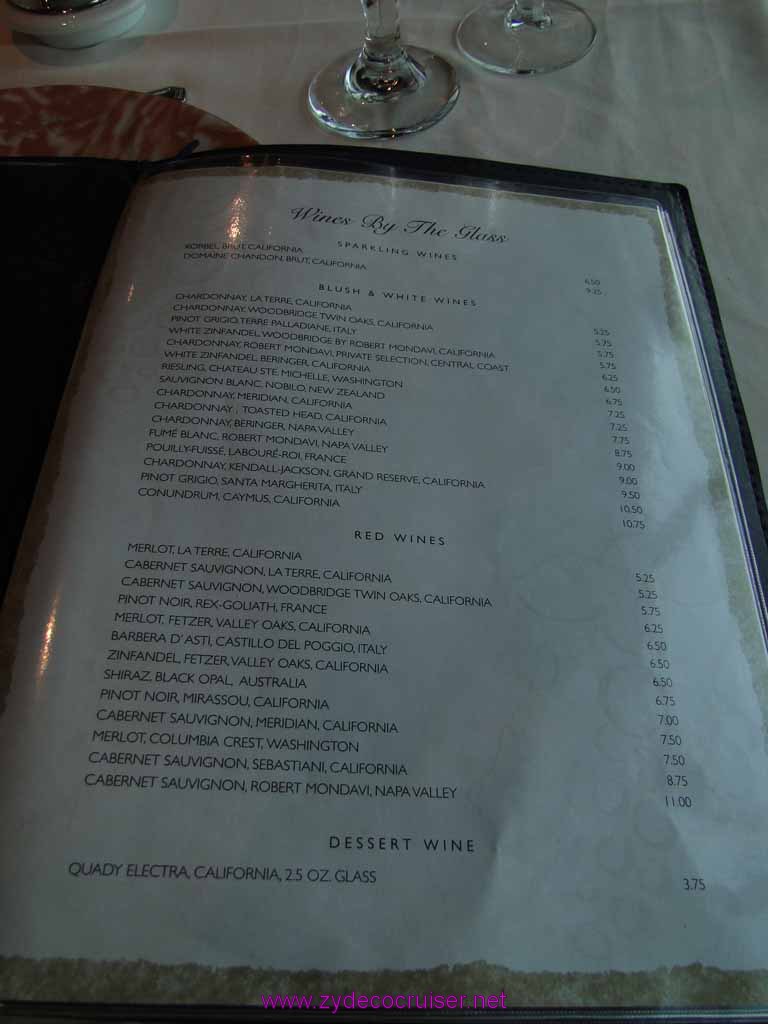 Wines By The Glass
SPARKLING WINES
KORBEL, BRUT, CALIFORNIA 6.50
DOMAINE CHANDON, BRUT, CALIFORNIA 9.25
BLUSH & WHITE WINES
CHARDONNAY, LA TERRE, CALIFORNIA 5.25
CHARDONNAY, WOODBRIDGE TWIN OAKS, CALIFORNIA 5.75
PINOT GRIGIO, TERRE PALLADIANE, ITALY 5.75
WHITE ZINFANDEL, WOODBRIDGE BY ROBERT MONDAVI, CALIFORNIA 5.75
CHARDONNAY, ROBERT MONDAVI, PRIVATE SELECTION, CENTRAL COAST 6.25
WHITE ZINFANDEL, BERINGER, CALIFORNIA 6.50
RIESLING, CHATEAU STE. MICHELLE, WASHINGTON 6.75
SAUVIGNON BLANC, NOBILO, NEW ZEALAND 7.25
CHARDONNAY, MERIDIAN, CALIFORNIA 7.25
CHARDONNAY, TOASTED HEAD, CALIFORNIA 7.75
CHARDONNAY, BERINGER, NAPA VALLEY 8.75
FUMÉ BLANC, ROBERT MONDAVI, NAPA VALLEY 9.00
POUILLY-FUISSÉ, LABOURÉ-ROI, FRANCE 9.00
CHARDONNAY, KENDALL-JACKSON, GRAND RESERVE, CALIFORNIA 9.50
PINOT GRIGIO, SANTA MARGHERITA, ITALY 10.50
CONUNDRUM, CAYMUS, CALIFORNIA 10.75
RED WINES
MERLOT, LA TERRE, CALIFORNIA 5.25
CABERNET SAUVIGNON, LA TERRE, CALIFORNIA 5.25
CABERNET SAUVIGNON, WOODBRIDGE TWIN OAKS, CALIFORNIA 5.75
PINOT NOIR, REX-GOLIATH, FRANCE 6.25
MERLOT, FETZER, VALLEY OAKS, CALIFORNIA 6.50
BARBERA D' ASTI, CASTILLO DEL POGGIO, ITALY 6.50
ZINFANDEL, FETZER, VALLEY OAKS, CALIFORNIA 6.50
SHIRAZ, BLACK OPAL, AUSTRALIA 6.75
PINOT NOIR, MIRASSOU, CALIFORNIA 7.00
CABERNET SAUVIGNON, MERIDIAN, CALIFORNIA 7.50
MERLOT, COLUMBIA CREST, WASHINGTON 7.50
CABERNET SAUVIGNON, SEBASTIANI, CALIFORNIA 8.75
CABERNET SAUVIGNON, ROBERT MONDAVI, NAPA VALLEY 11.00
DESSERT WINE
QUADY ELECTRA, CALIFORNIA, 2.5 OZ. GLASS 3.75
www.zydecocruiser.net